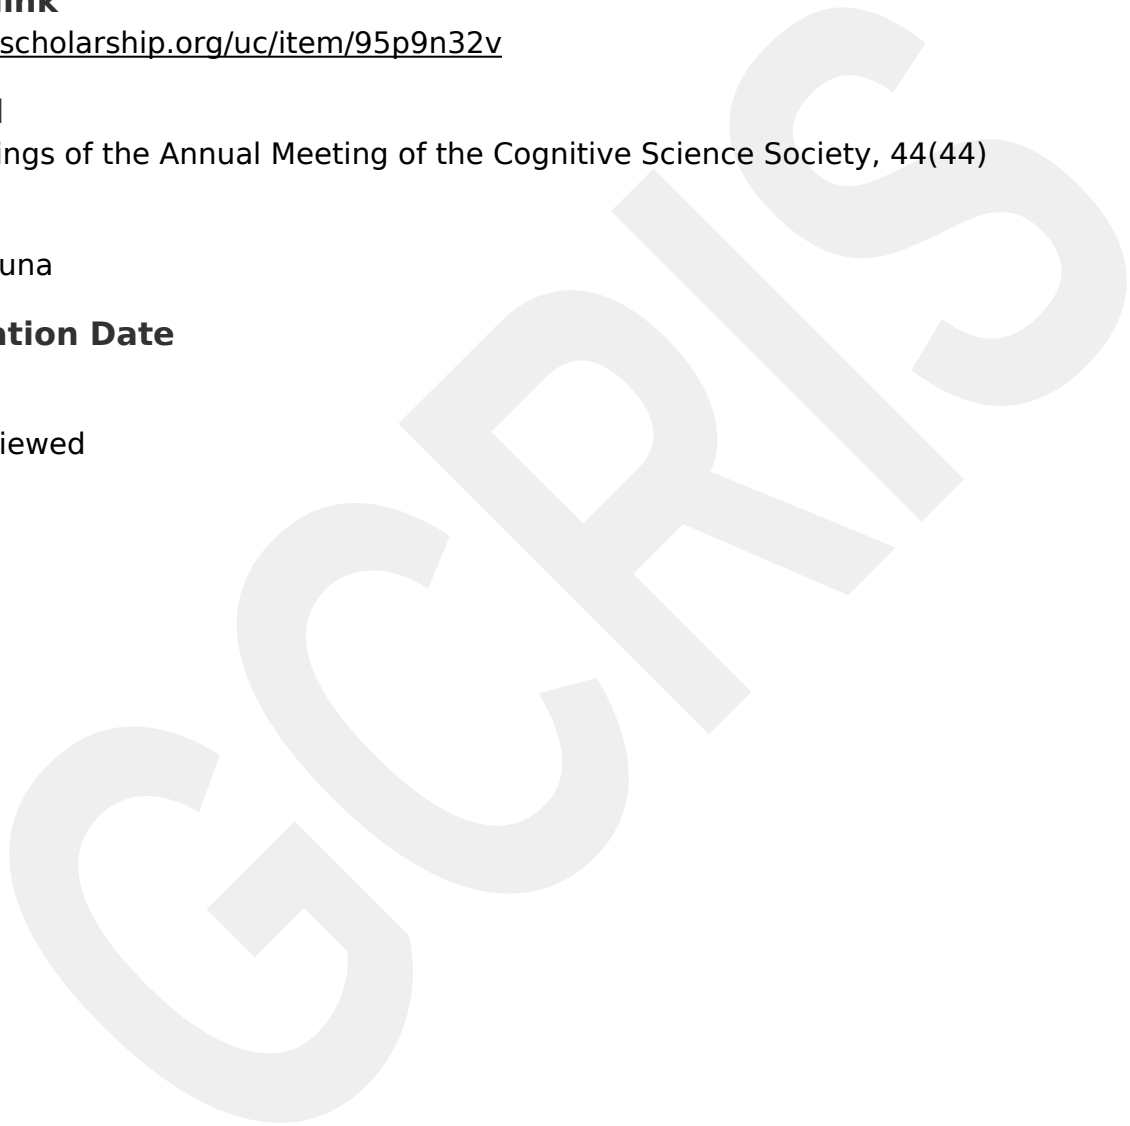 ink
scholarship.org/uc/item/95p9n32v
l
ings of the Annual Meeting of the Cognitive Science Society, 44(44)
una
ation Date
iewed
GCRIS